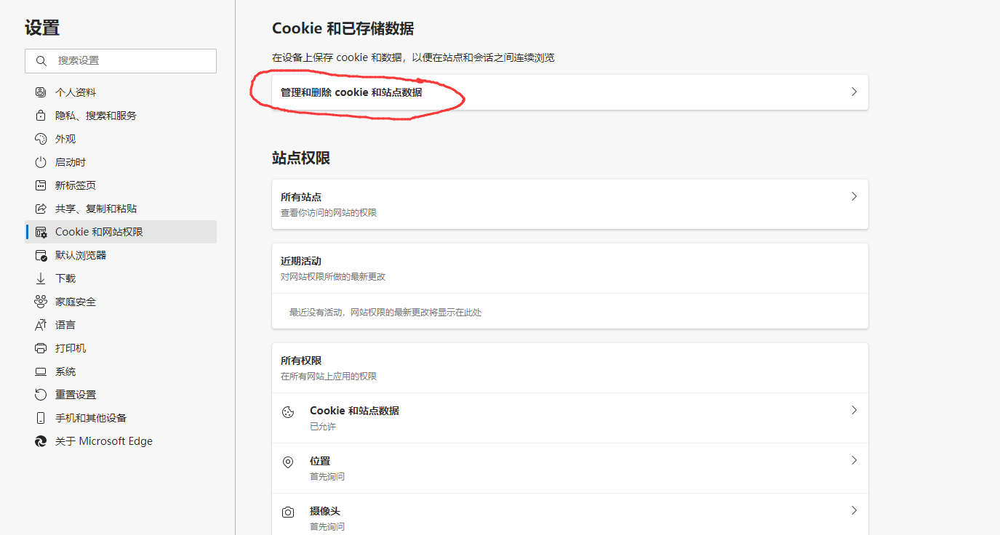 设置
搜索设置
个人资料
隐私、搜索和服务
外观
启动时
新标签页
共享、复制和粘贴
Cookie 和网站权限
默认浏览器
下载
家庭安全
语言
打印机
系统
重置设置
手机和其他设备
关于 Microsoft Edge
Cookie 和已存储数据
在设备上保存 cookie 和数据，以便在站点和会话之间连续浏览
管理和删除 cookie 和站点数据
站点权限
所有站点
查看你访问的网站的权限
近期活动
对网站权限所做的最新更改
最近没有活动，网站权限的最新更改将显示在此处
所有权限
在所有网站上应用的权限
Cookie 和站点数据
已允许
位置
首先询问
摄像头
首先询问